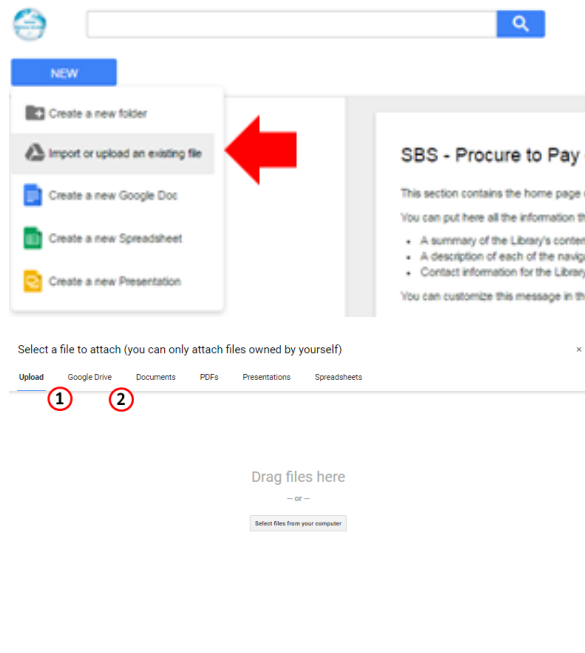 NEW
Create a new folder
Import or upload an existing file
Create a new Google Doc
Create a new Spreadsheet
Create a new Presentation
SBS - Procure to Pay
This section contains the home page
You can put here all the information th
• A summary of the Library's conten
• A description of each of the naviga
• Contact information for the Library
You can customize this message in th
Select a file to attach (you can only attach files owned by yourself) ×
Upload Google Drive Documents PDFs Presentations Spreadsheets
1 2
Drag files here
— or —
Select files from your computer